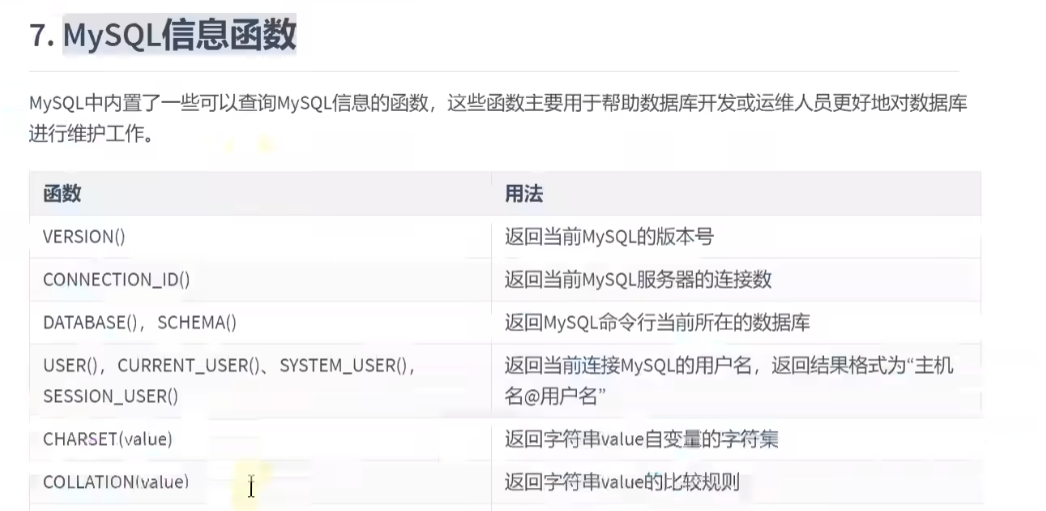 7. MySQL信息函数
MySQL中内置了一些可以查询MySQL信息的函数，这些函数主要用于帮助数据库开发或运维人员更好地对数据库
进行维护工作。
函数 用法
VERSION() 返回当前MySQL的版本号
CONNECTION_ID() 返回当前MySQL服务器的连接数
DATABASE()，SCHEMA() 返回MySQL命令行当前所在的数据库
USER()，CURRENT_USER()、SYSTEM_USER()， 返回当前连接MySQL的用户名，返回结果格式为“主机
SESSION_USER() 名@用户名”
CHARSET(value) 返回字符串value自变量的字符集
COLLATION(value) 返回字符串value的比较规则